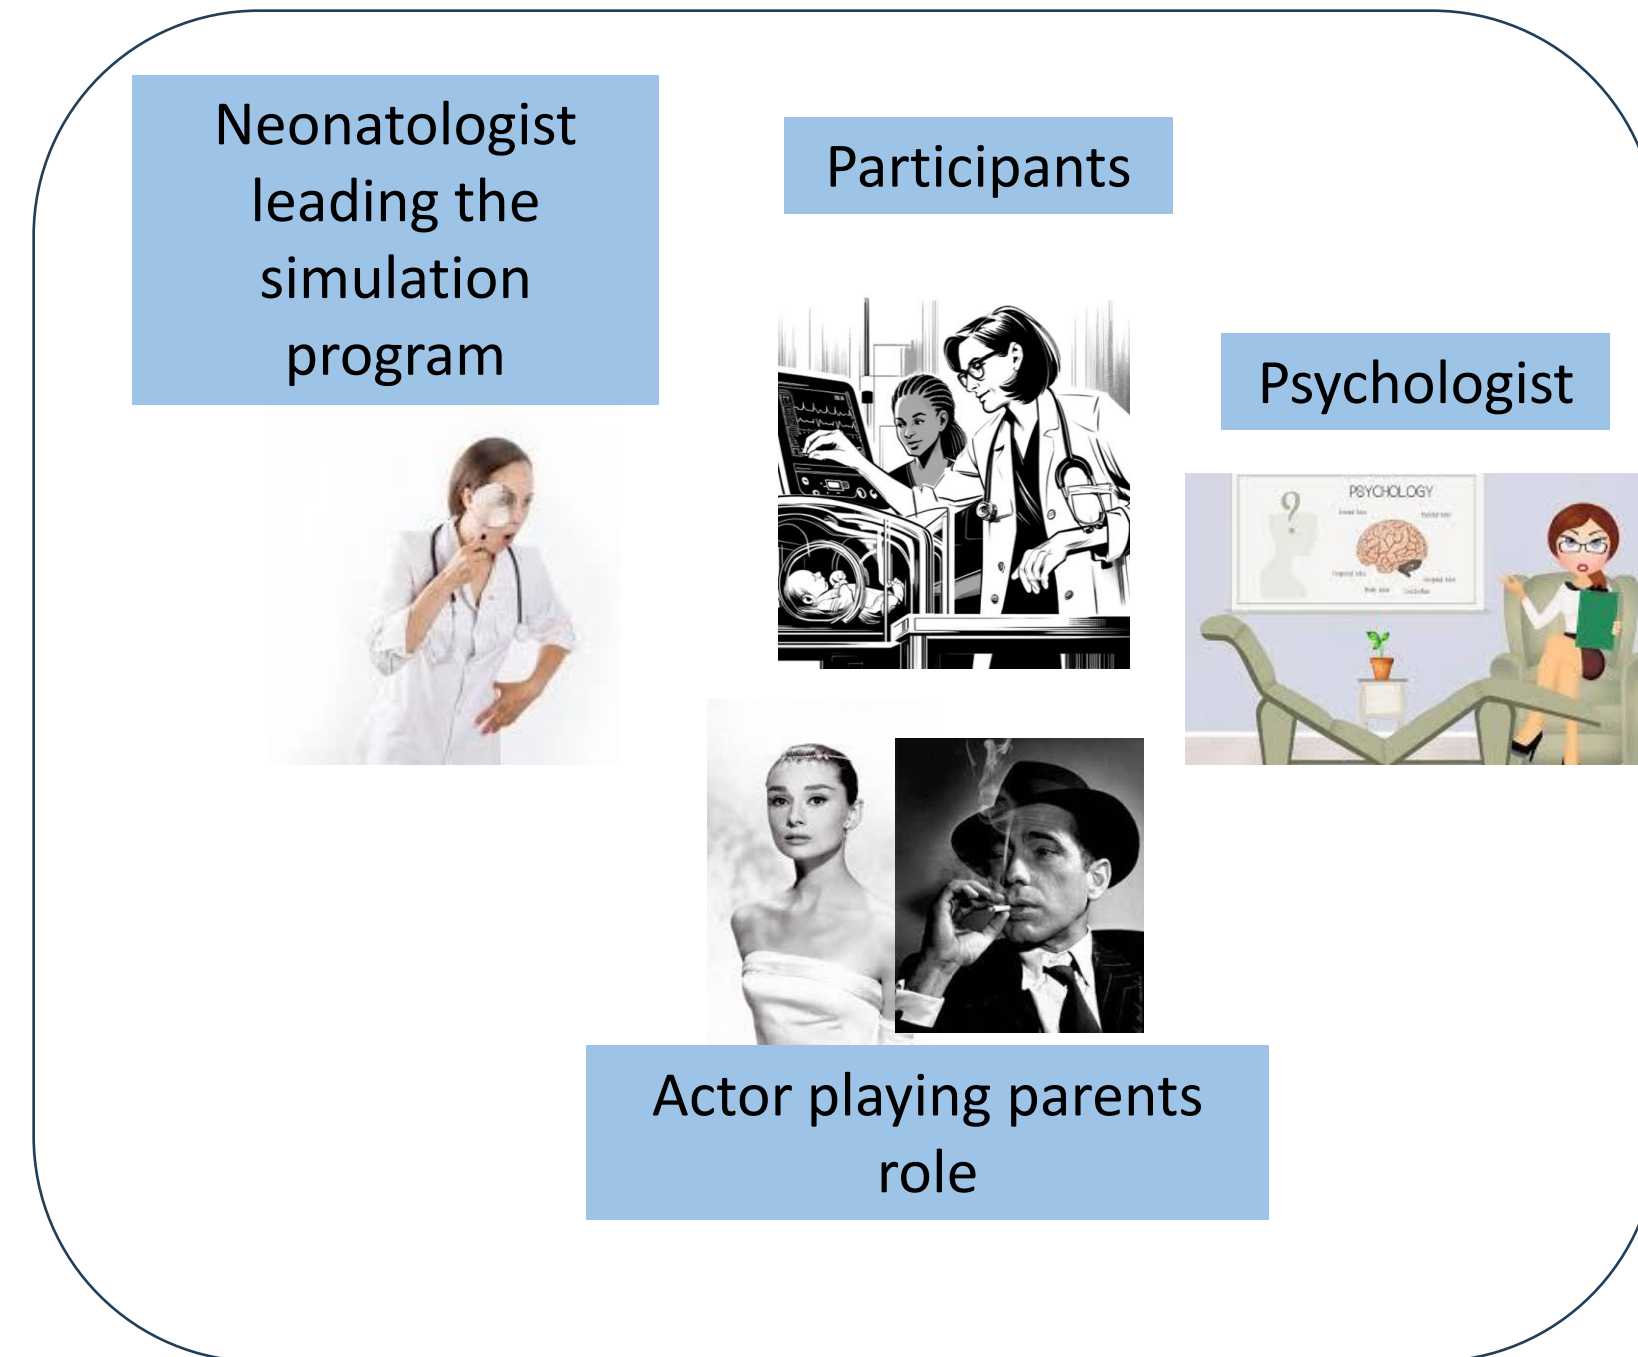 Neonatologist
leading the
simulation
program
Participants
Psychologist
PSYCHOLOGY
?
Actor playing parents
role